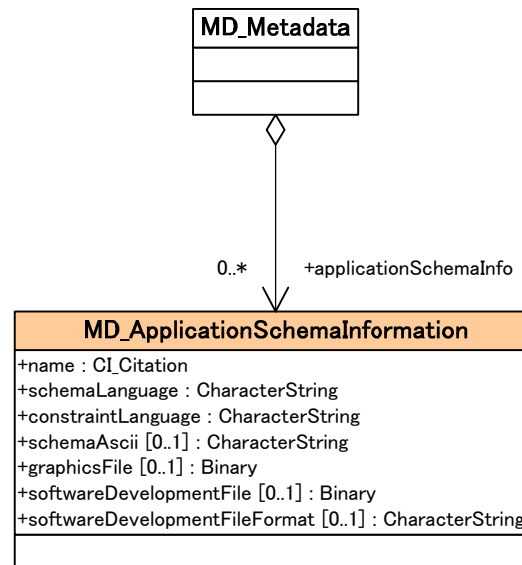 MD_Metadata
0..* +applicationSchemaInfo
MD_ApplicationSchemaInformation
+name : CI_Citation
+schemaLanguage : CharacterString
+constraintLanguage : CharacterString
+schemaAscii [0..1] : CharacterString
+graphicsFile [0..1] : Binary
+softwareDevelopmentFile [0..1] : Binary
+softwareDevelopmentFileFormat [0..1] : CharacterString